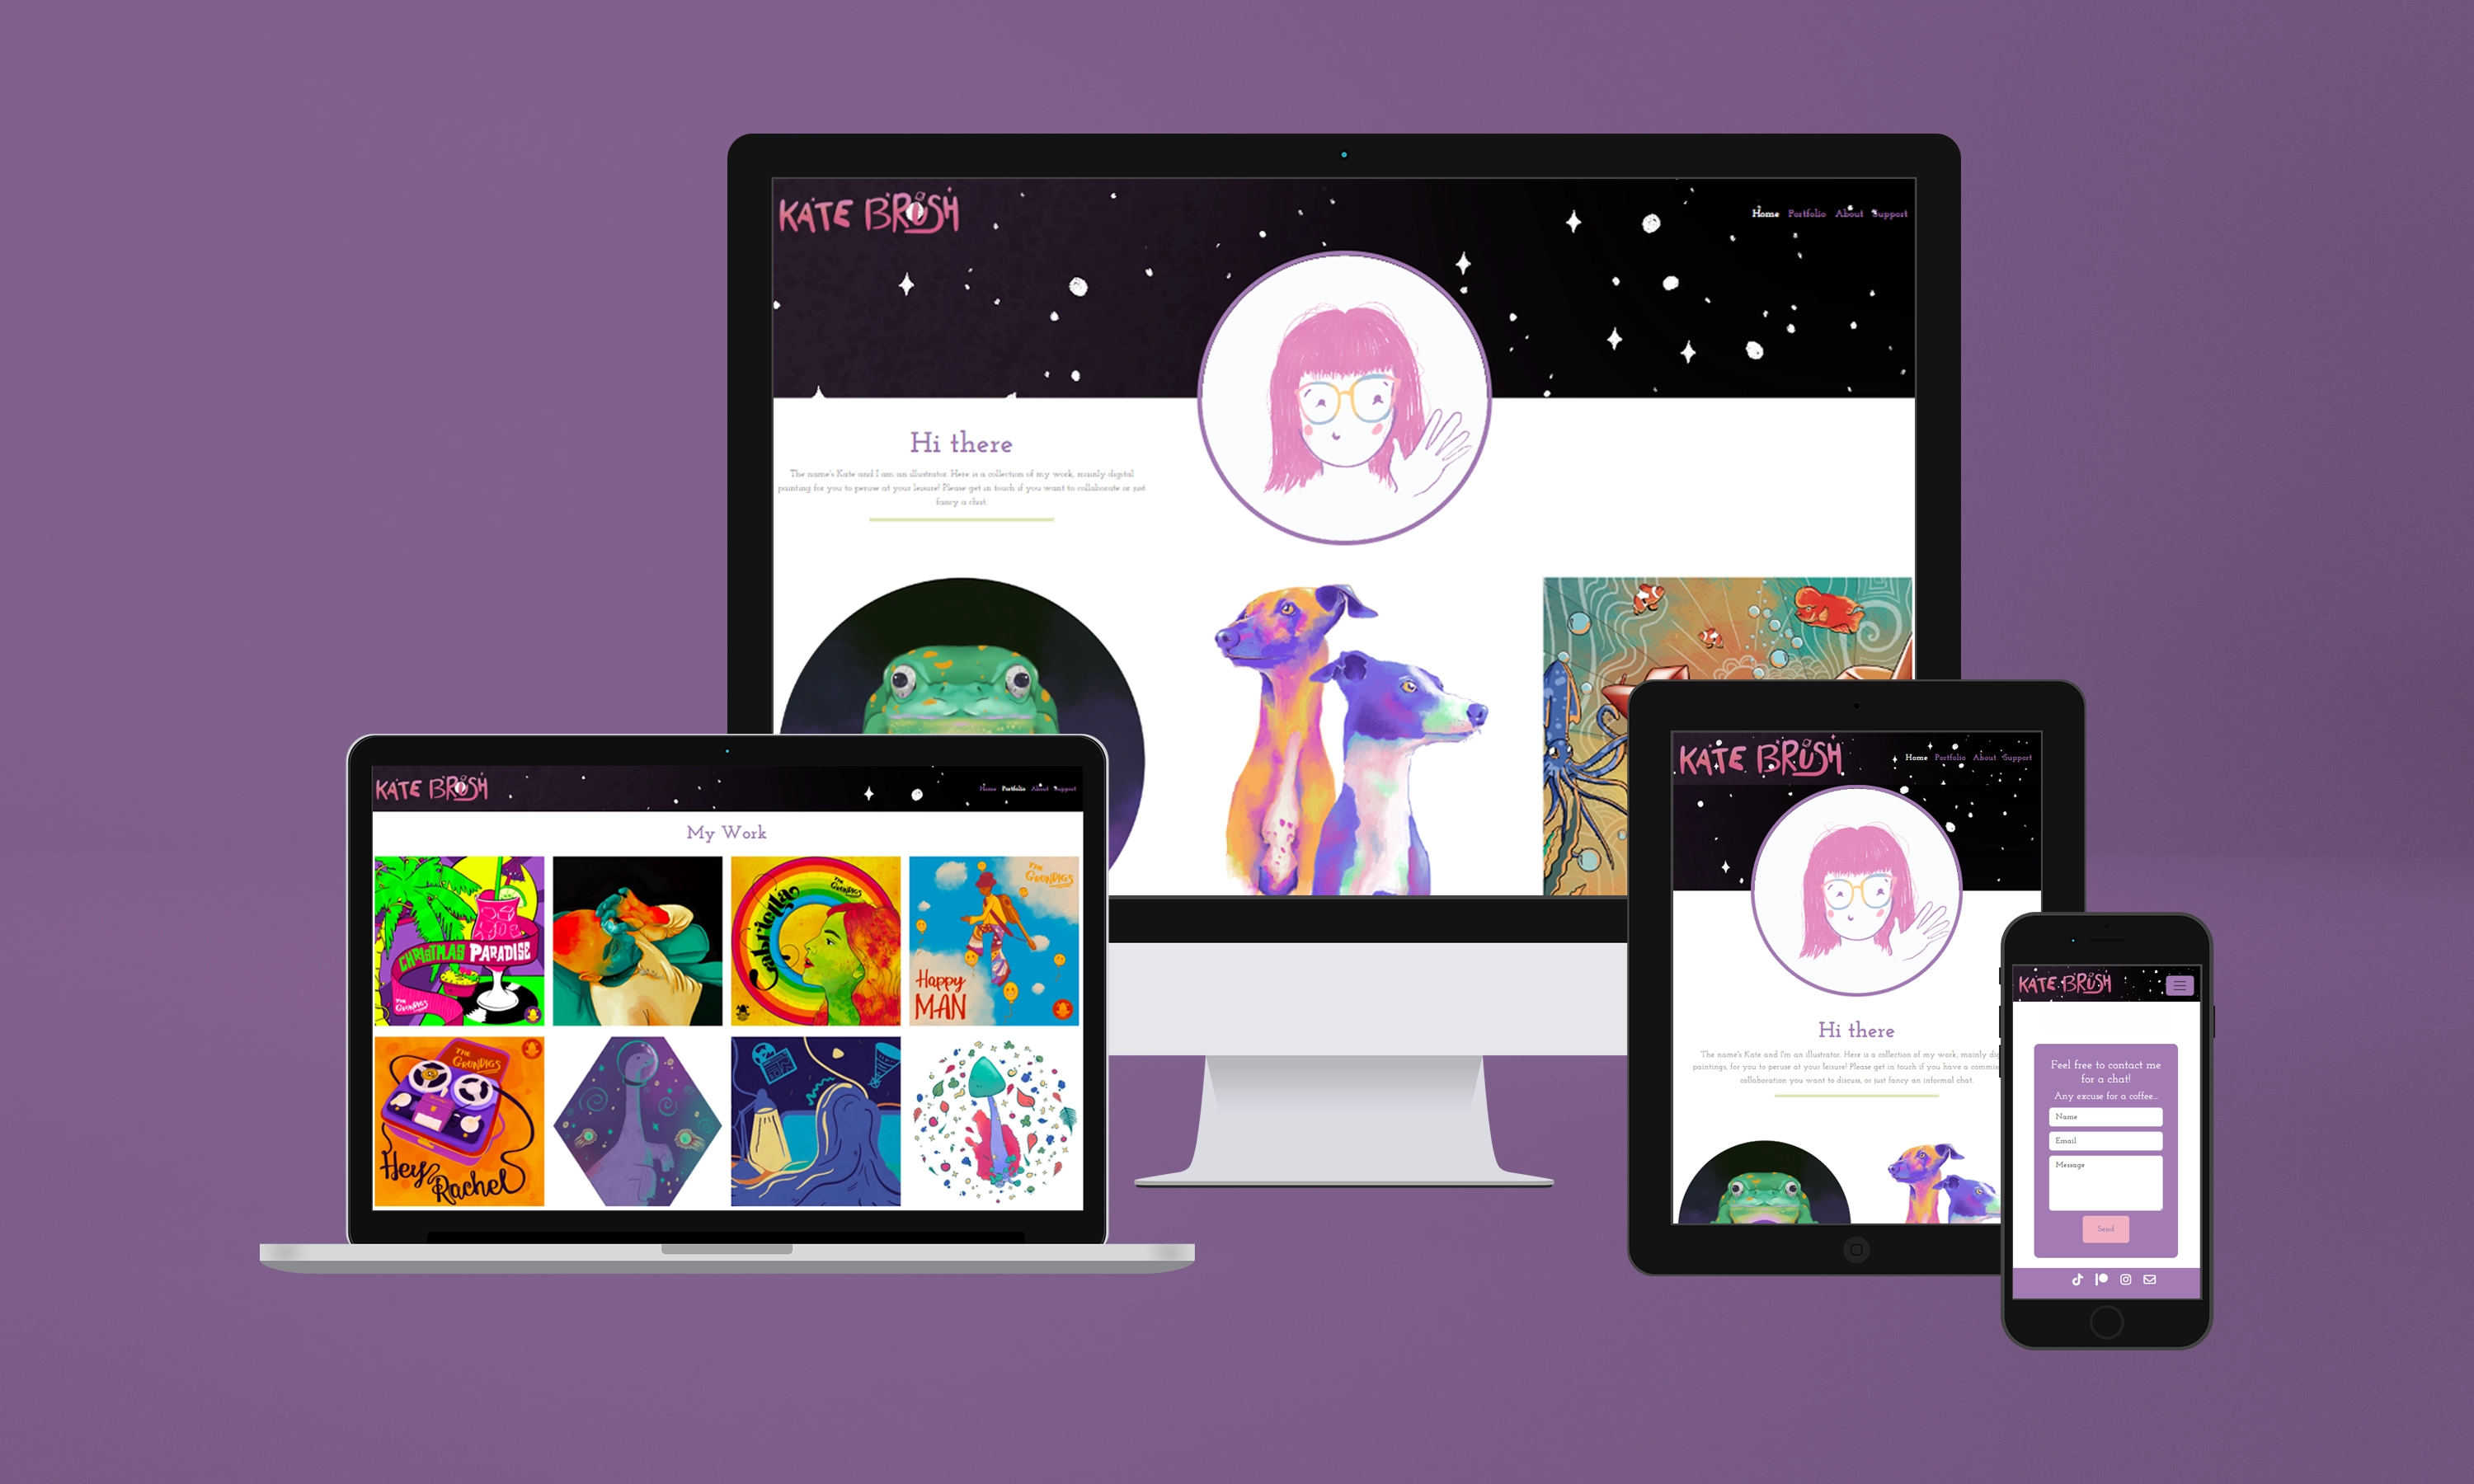 KATE BRUSH
Home Portfolio About Support
Hi there
The name's Kate and I am an illustrator. Here is a collection of my work, mainly digital
painting for you to peruse at your leisure! Please get in touch if you want to collaborate or just
fancy a chat.
KATE BRUSH
Home Portfolio About Support
My Work
CHRISTMAS PARADISE
THE GRUNDIGS
Gabriellão
THE GRUNDIGS
THE GRUNDIGS
Happy
MAN
THE GRUNDIGS
Hey
Rachel
KATE BRUSH
Home Portfolio About Support
Hi there
The name's Kate and I'm an illustrator. Here is a collection of my work, mainly
paintings, for you to peruse at your leisure! Please get in touch if you have a
collaboration you want to discuss, or just fancy an informal chat.
KATE BRUSH
Feel free to contact me
for a chat!
Any excuse for a coffee...
Name
Email
Message
Send